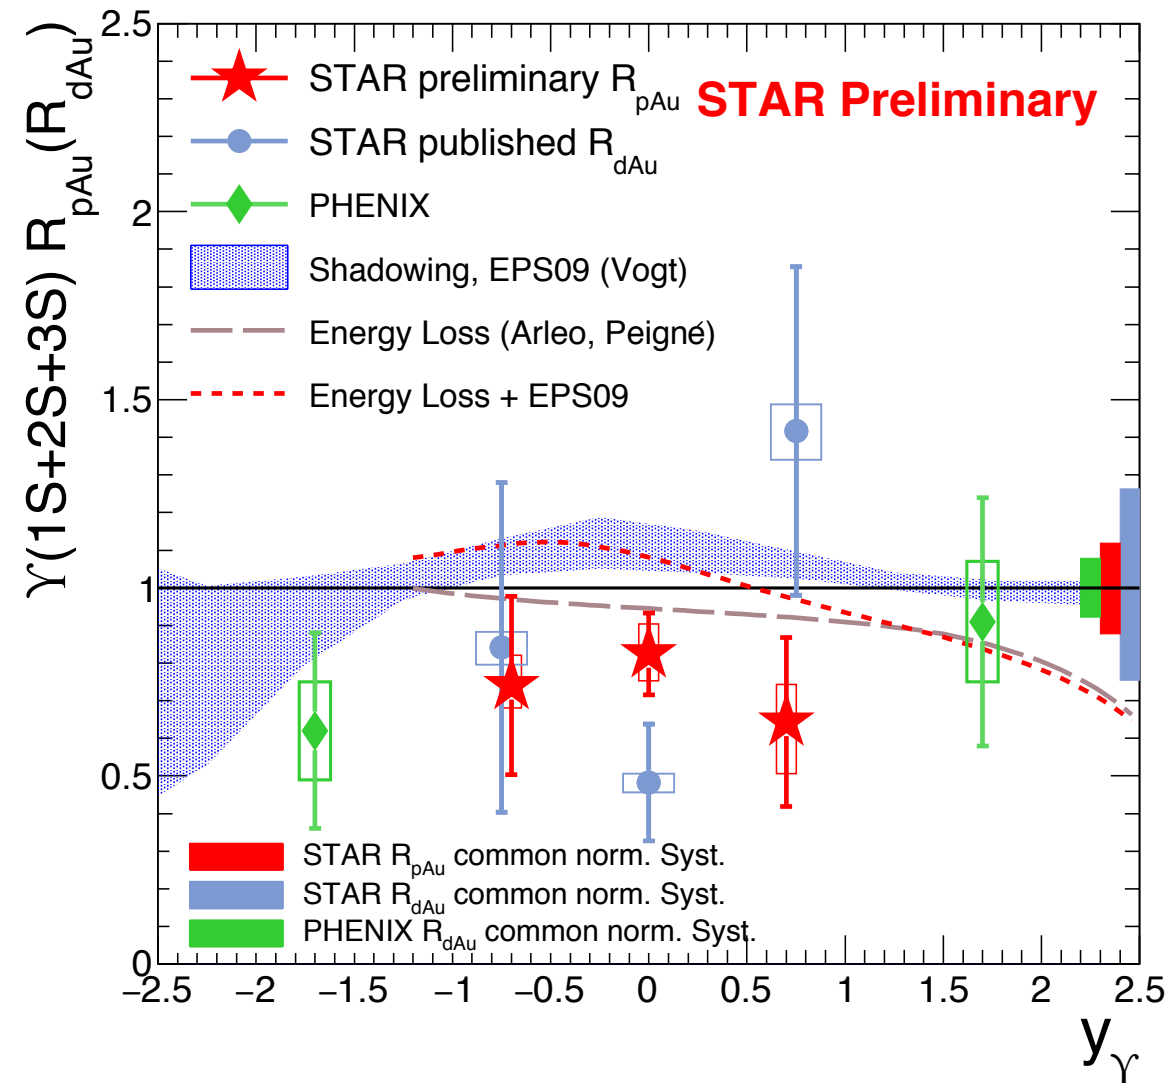 ϒ(1S+2S+3S) R_pAu (R_dAu)
2.5
2
1.5
1
0.5
0
STAR preliminary R_pAu
STAR Preliminary
STAR published R_dAu
PHENIX
Shadowing, EPS09 (Vogt)
Energy Loss (Arleo, Peigné)
Energy Loss + EPS09
STAR R_pAu common norm. Syst.
STAR R_dAu common norm. Syst.
PHENIX R_dAu common norm. Syst.
−2.5 −2 −1.5 −1 −0.5 0 0.5 1 1.5 2 2.5
y_ϒ